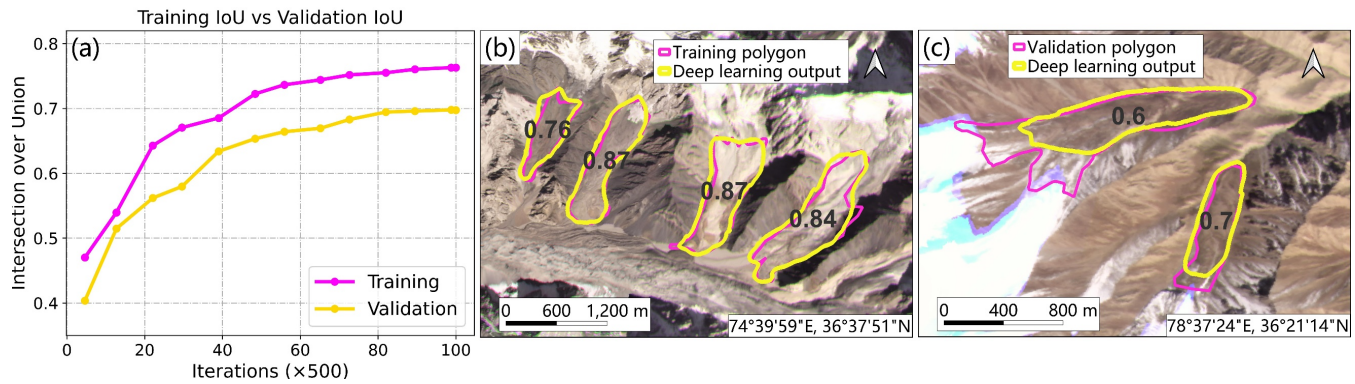 Training IoU vs Validation IoU
(a)
Intersection over Union
0.8
0.7
0.6
0.5
0.4
0 20 40 60 80 100
Iterations (×500)
Training
Validation
(b)
Training polygon
Deep learning output
0.76
0.87
0.87
0.84
0 600 1,200 m
74°39'59"E, 36°37'51"N
(c)
Validation polygon
Deep learning output
0.6
0.7
0 400 800 m
78°37'24"E, 36°21'14"N